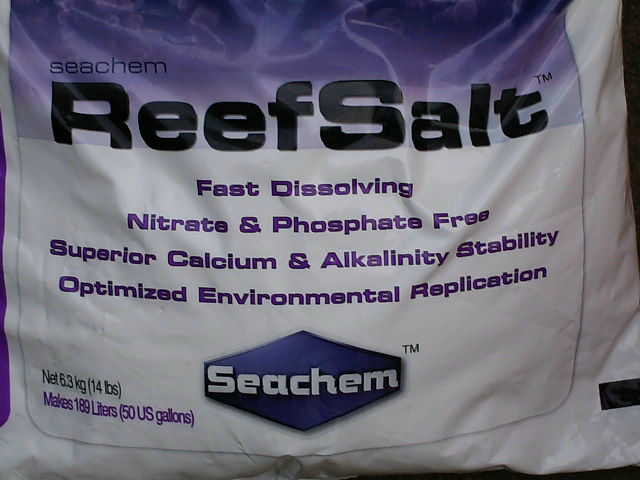 seachem
ReefSalt™
Fast Dissolving
Nitrate & Phosphate Free
Superior Calcium & Alkalinity Stability
Optimized Environmental Replication
Seachem™
Net 6.3 kg (14 lbs)
Makes 189 Liters (50 US gallons)